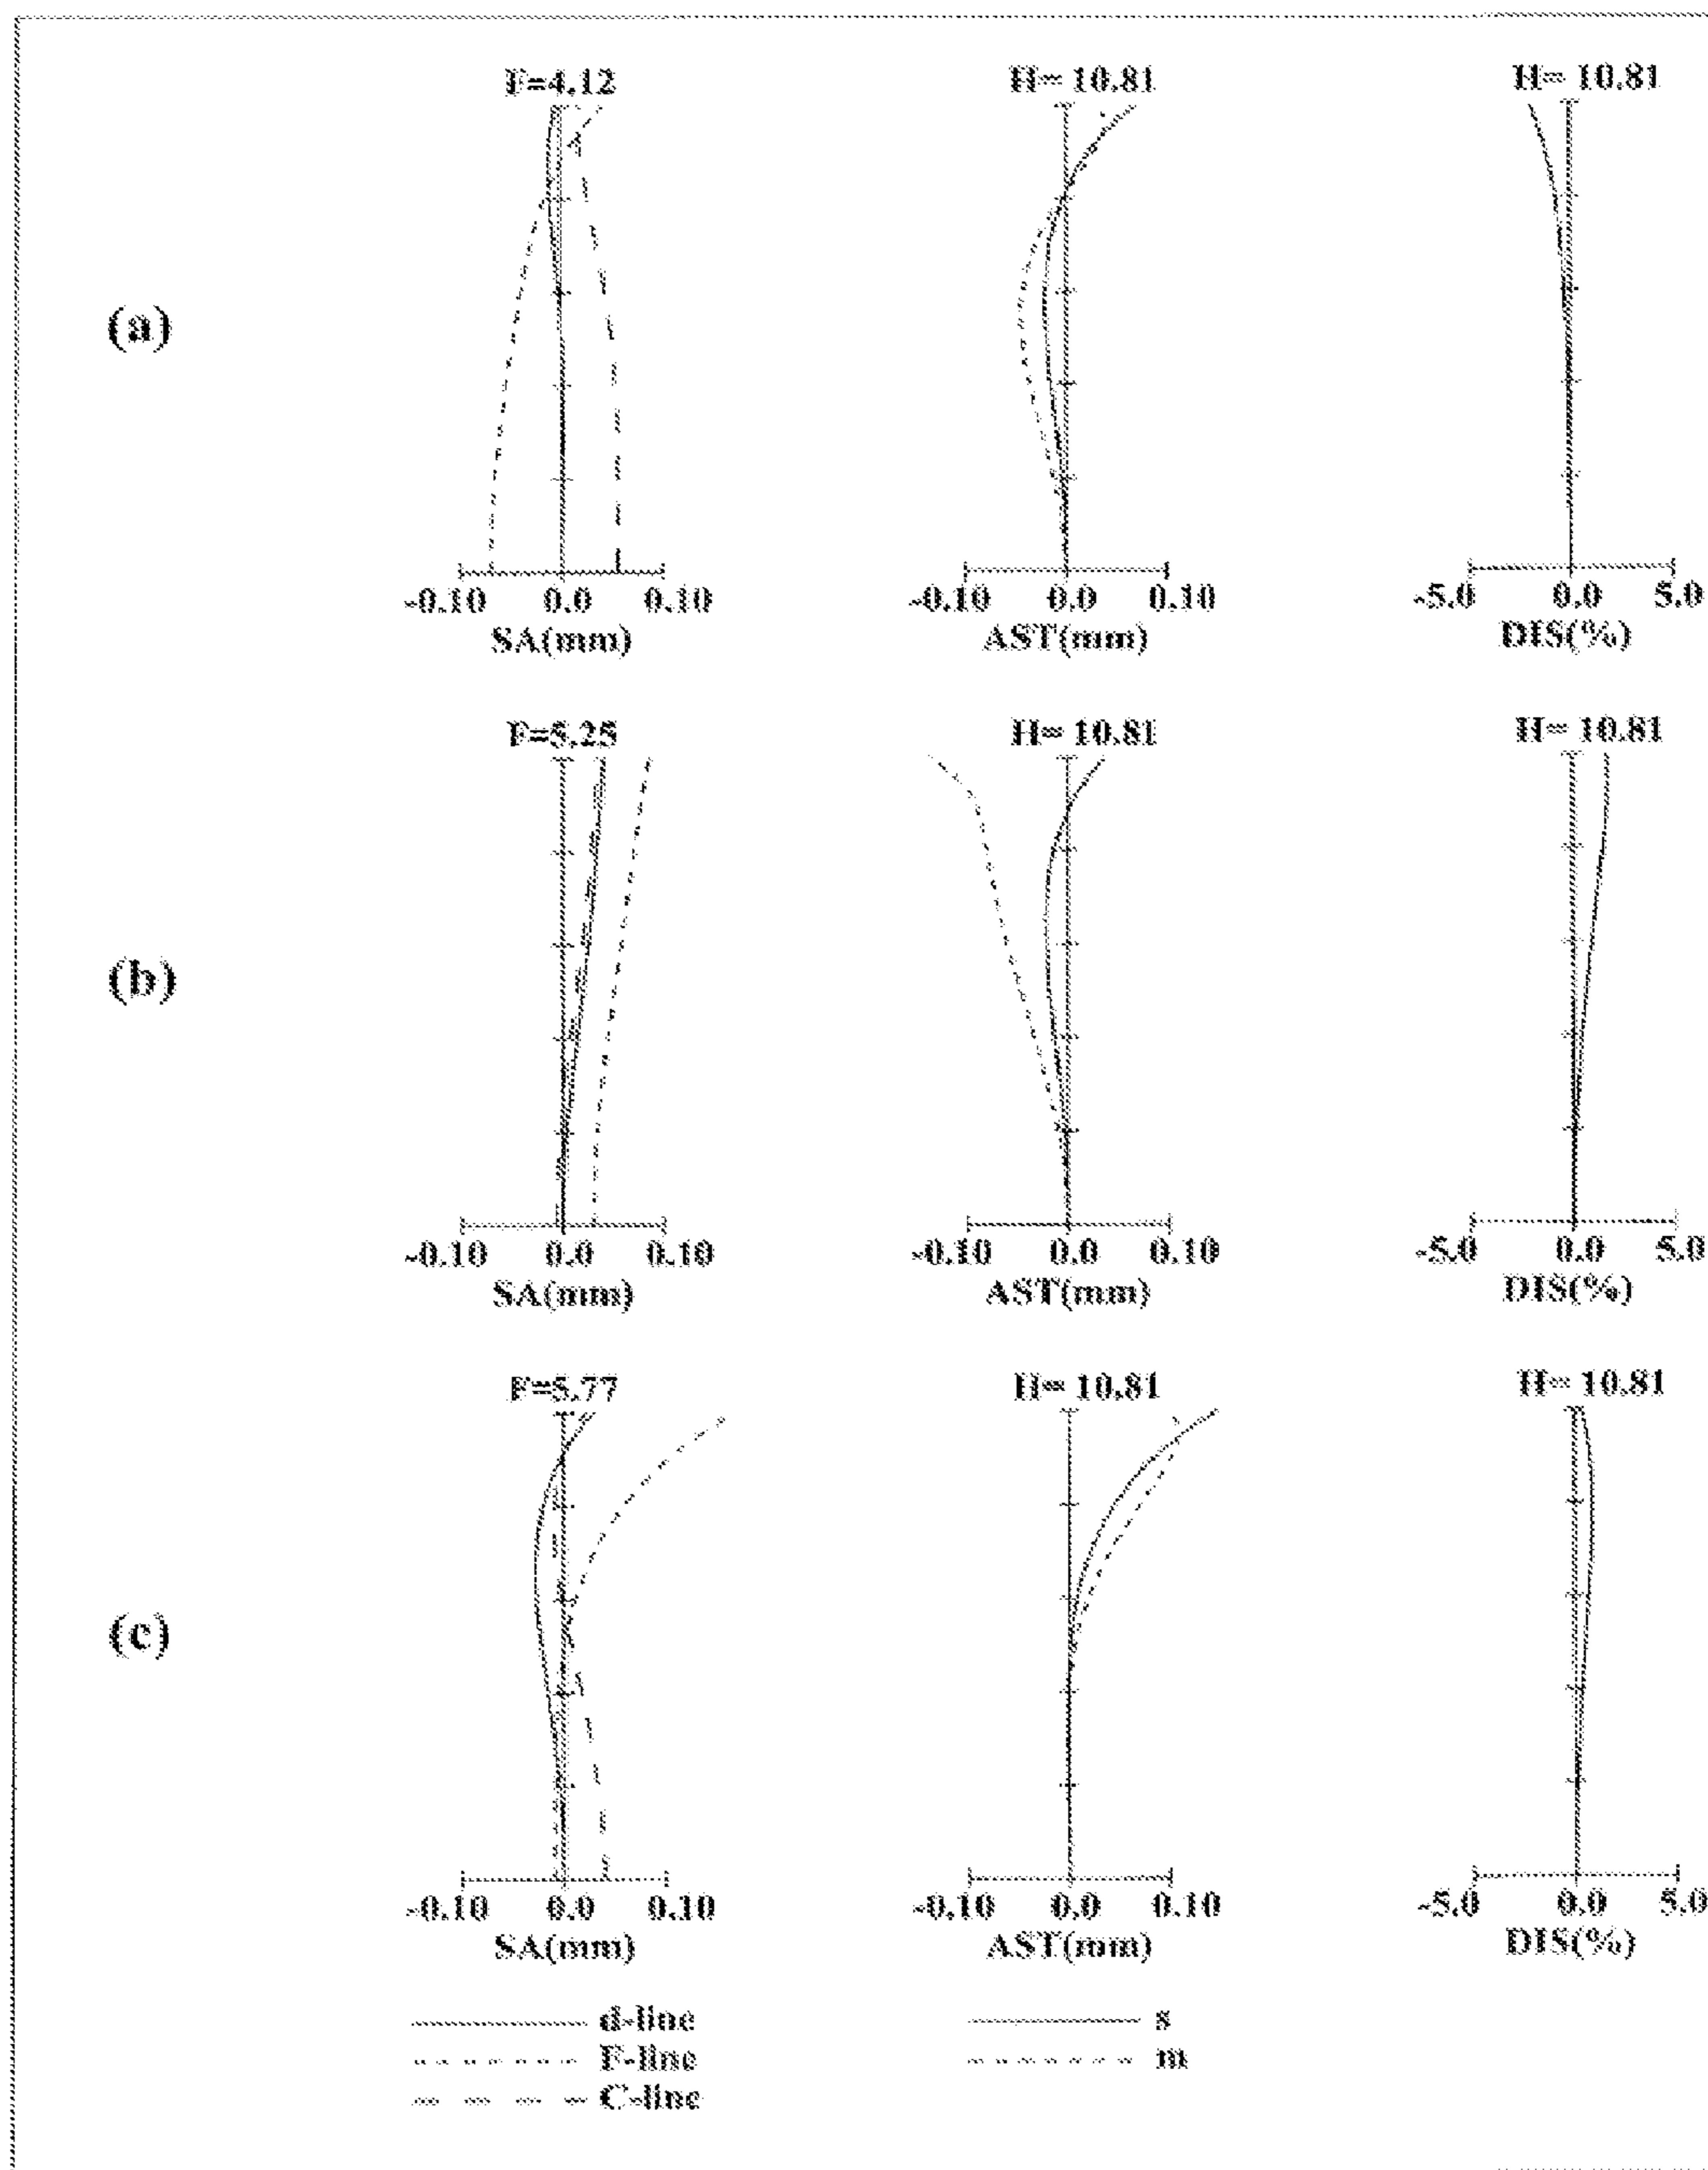 F=4.12 H= 10.81 H= 10.81
(a)
-0.10 0.0 0.10 -0.10 0.0 0.10 -5.0 0.0 5.0
SA(mm) AST(mm) DIS(%)
F=5.25 H= 10.81 H= 10.81
(b)
-0.10 0.0 0.10 -0.10 0.0 0.10 -5.0 0.0 5.0
SA(mm) AST(mm) DIS(%)
F=5.77 H= 10.81 H= 10.81
(c)
-0.10 0.0 0.10 -0.10 0.0 0.10 -5.0 0.0 5.0
SA(mm) AST(mm) DIS(%)
d-line s
F-line m
C-line